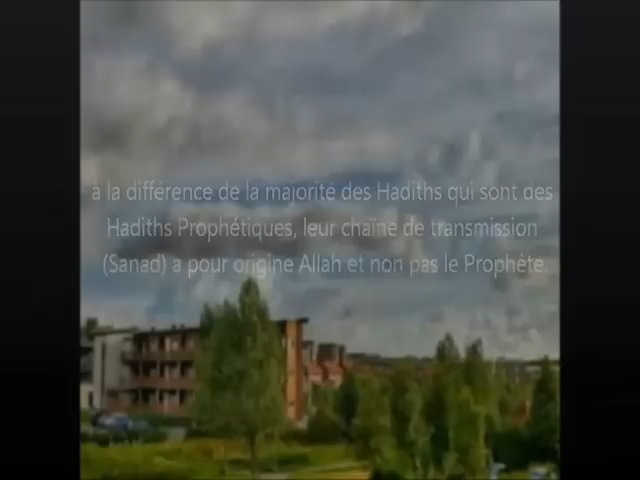 à la différence de la majorité des Hadiths qui sont des
Hadiths Prophétiques, leur chaîne de transmission
(Sanad) a pour origine Allah et non pas le Prophète.